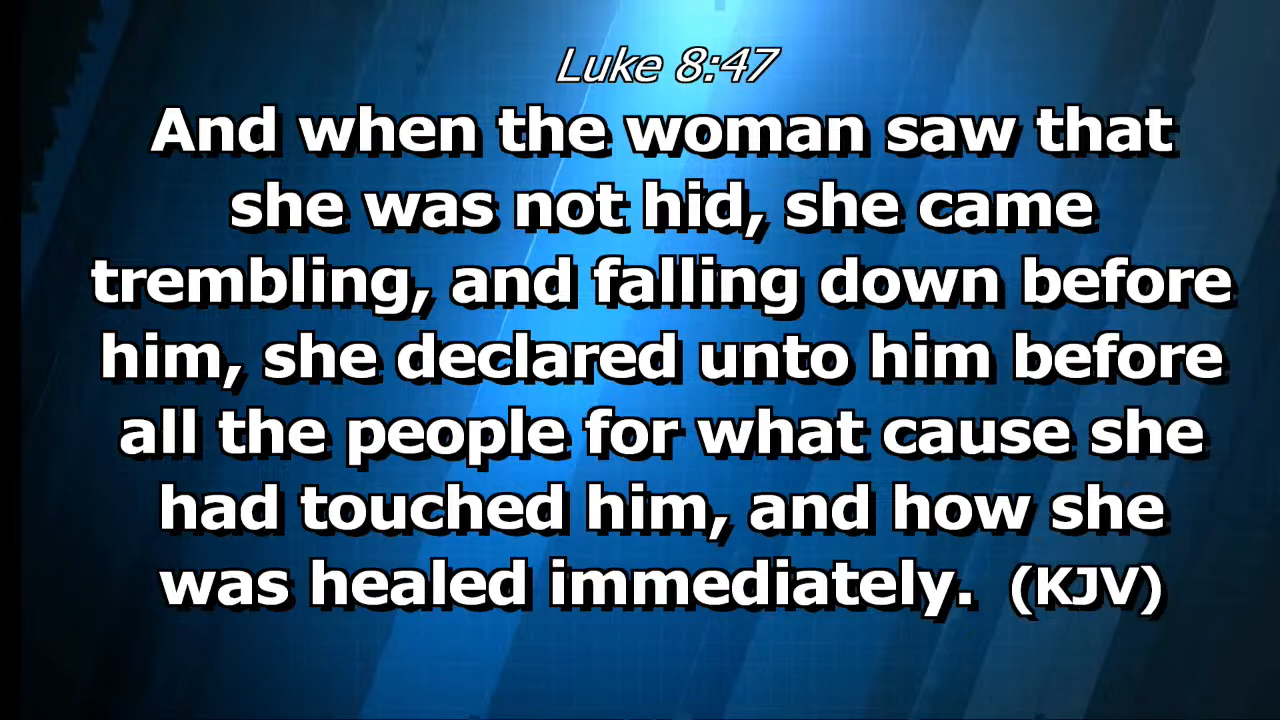 Luke 8:47
And when the woman saw that
she was not hid, she came
trembling, and falling down before
him, she declared unto him before
all the people for what cause she
had touched him, and how she
was healed immediately. (KJV)